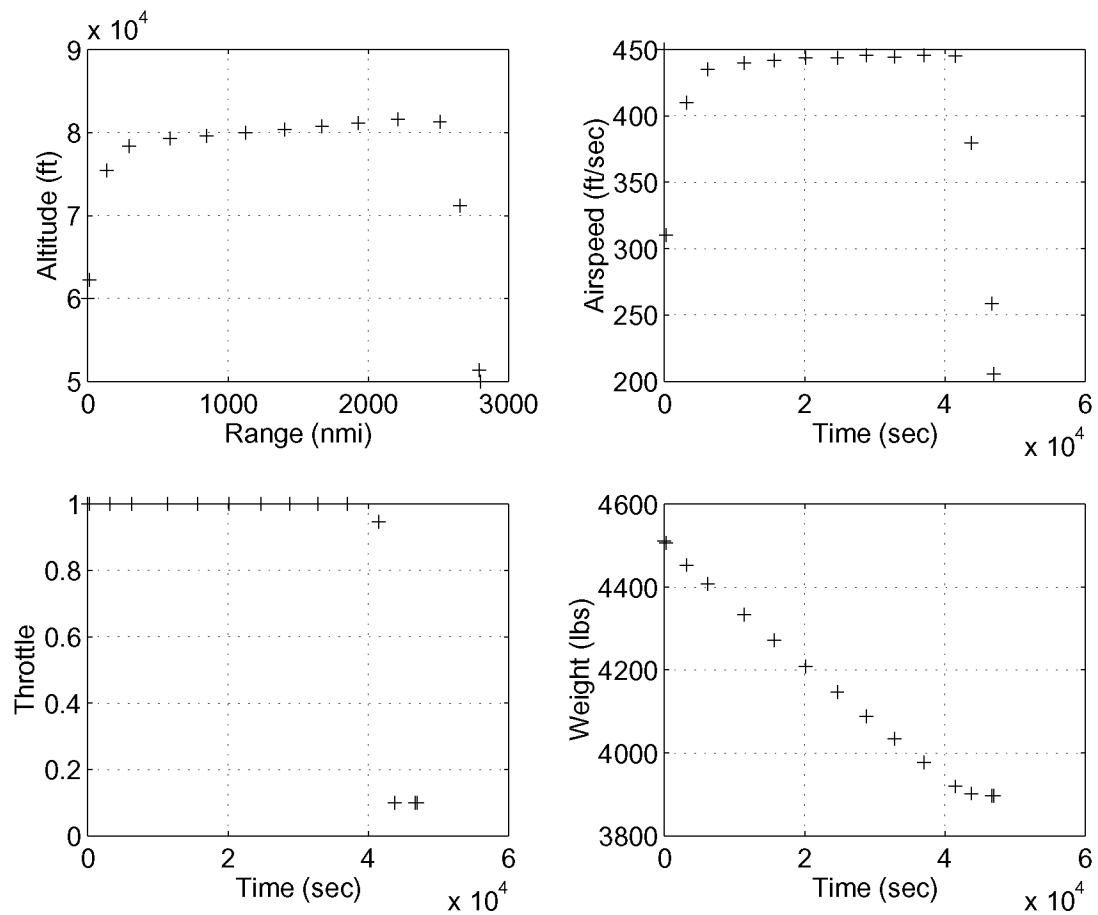 x 10^4
9
8
7
6
5
Altitude (ft)
0 1000 2000 3000
Range (nmi)
450
400
350
300
250
200
Airspeed (ft/sec)
0 2 4 6
Time (sec)
x 10^4
1
0.8
0.6
0.4
0.2
0
Throttle
0 2 4 6
Time (sec)
x 10^4
4600
4400
4200
4000
3800
Weight (lbs)
0 2 4 6
Time (sec)
x 10^4